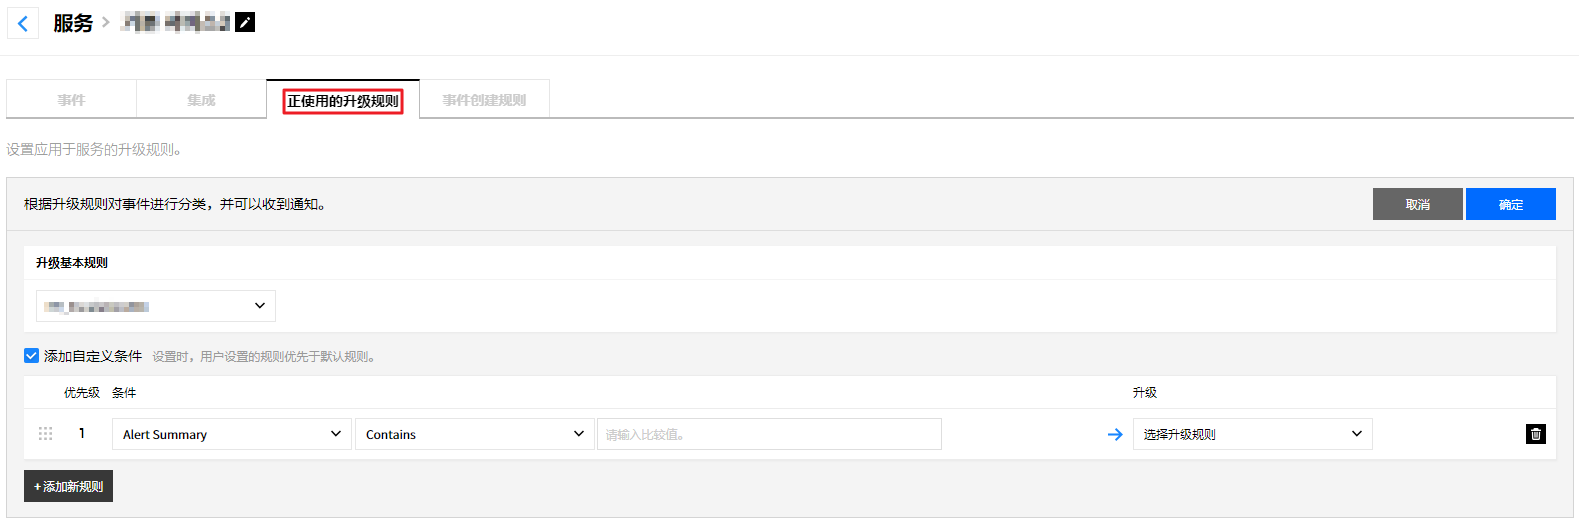 服务 >
事件 集成 正使用的升级规则 事件创建规则
设置应用于服务的升级规则。
根据升级规则对事件进行分类，并可以收到通知。 取消 确定
升级基本规则
添加自定义条件 设置时，用户设置的规则优先于默认规则。
优先级 条件 升级
1 Alert Summary Contains 请输入比较值。 选择升级规则
+ 添加新规则